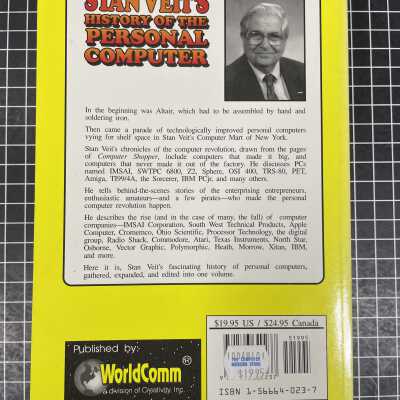 STAN VEIT'S
HISTORY OF THE
PERSONAL
COMPUTER
In the beginning was Altair, which had to be assembled by hand and
soldering iron.
Then came a parade of technologically improved personal computers
vying for shelf space in Stan Veit's Computer Mart of New York.
Stan Veit's chronicles of the computer revolution, drawn from the pages
of Computer Shopper, include computers that made it big, and
computers that never made it out of the factory. He discusses PCs
named IMSAI, SWTPC 6800, Z2, Sphere, OSI 400, TRS-80, PET,
Amiga, TI99/4A, the Sorcerer, IBM PCjr, and many others.
He tells behind-the-scenes stories of the enterprising entrepreneurs,
enthusiastic amateurs—and a few pirates—who made the personal
computer revolution happen.
He describes the rise (and in the case of many, the fall) of computer
companies—IMSAI Corporation, South West Technical Products, Apple
Computer, Cromemco, Ohio Scientific, Processor Technology, the digital
group, Radio Shack, Commodore, Atari, Texas Instruments, North Star,
Osborne, Vector Graphic, Polymorphic, Heath, Morrow, Xitan, IBM,
and more.
Here it is, Stan Veit's fascinating history of personal computers,
gathered, expanded, and edited into one volume.
$19.95 US / $24.95 Canada
51995
$19.95
ISBN 1-56664-023-7
Published by:
WorldComm
®
a division of Creativity, Inc.